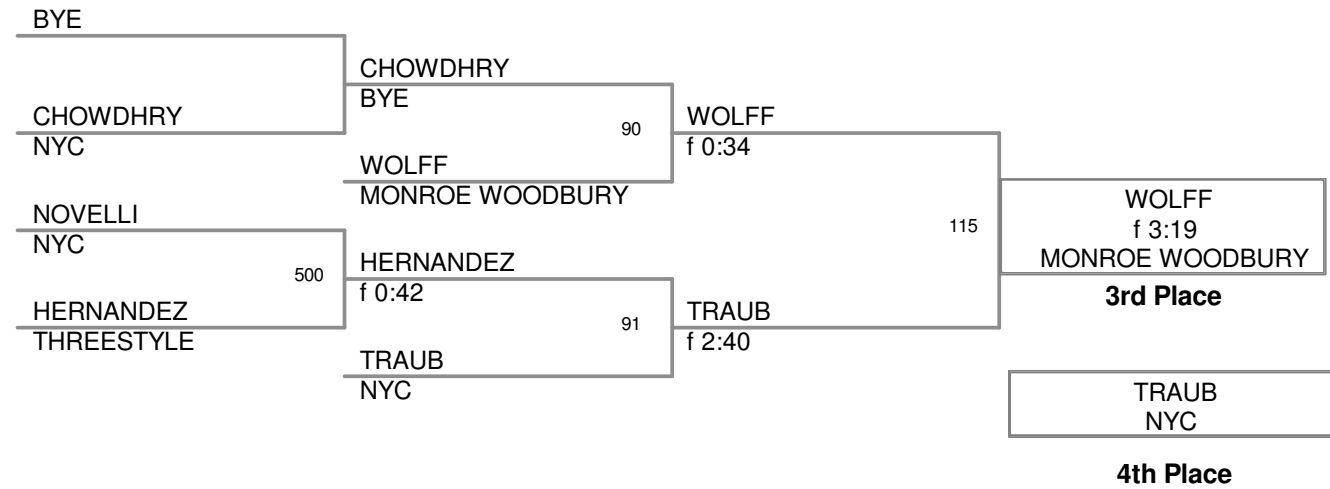 BYE
CHOWDHRY
BYE
CHOWDHRY
NYC
90
WOLFF
f 0:34
WOLFF
MONROE WOODBURY
NOVELLI
NYC
500
HERNANDEZ
f 0:42
HERNANDEZ
THREESTYLE
91
TRAUB
f 2:40
TRAUB
NYC
115
WOLFF
f 3:19
MONROE WOODBURY
3rd Place
TRAUB
NYC
4th Place